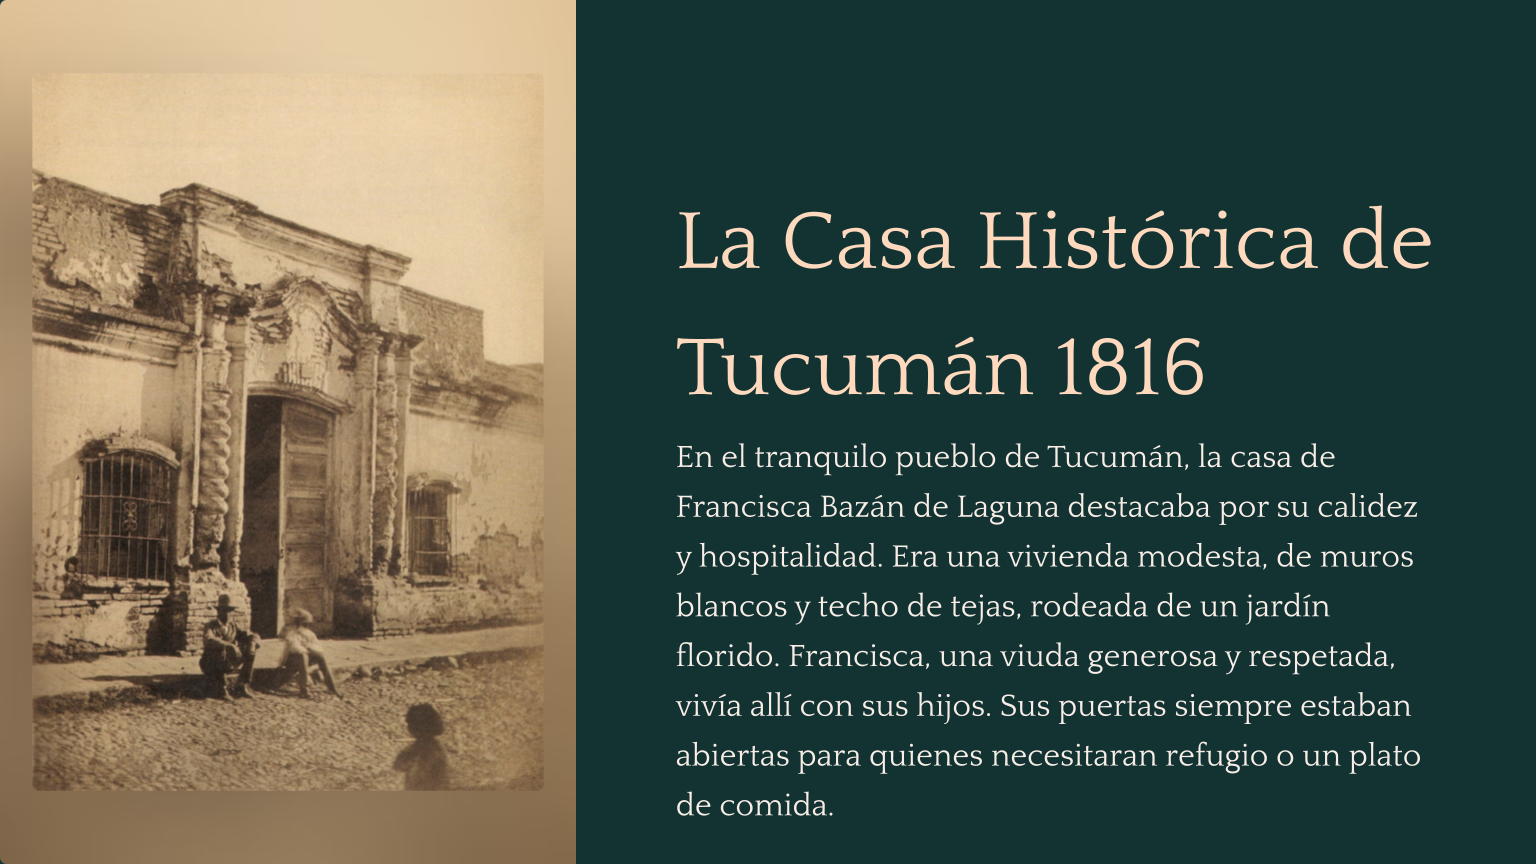 La Casa Histórica de
Tucumán 1816
En el tranquilo pueblo de Tucumán, la casa de
Francisca Bazán de Laguna destacaba por su calidez
y hospitalidad. Era una vivienda modesta, de muros
blancos y techo de tejas, rodeada de un jardín
florido. Francisca, una viuda generosa y respetada,
vivía allí con sus hijos. Sus puertas siempre estaban
abiertas para quienes necesitaran refugio o un plato
de comida.